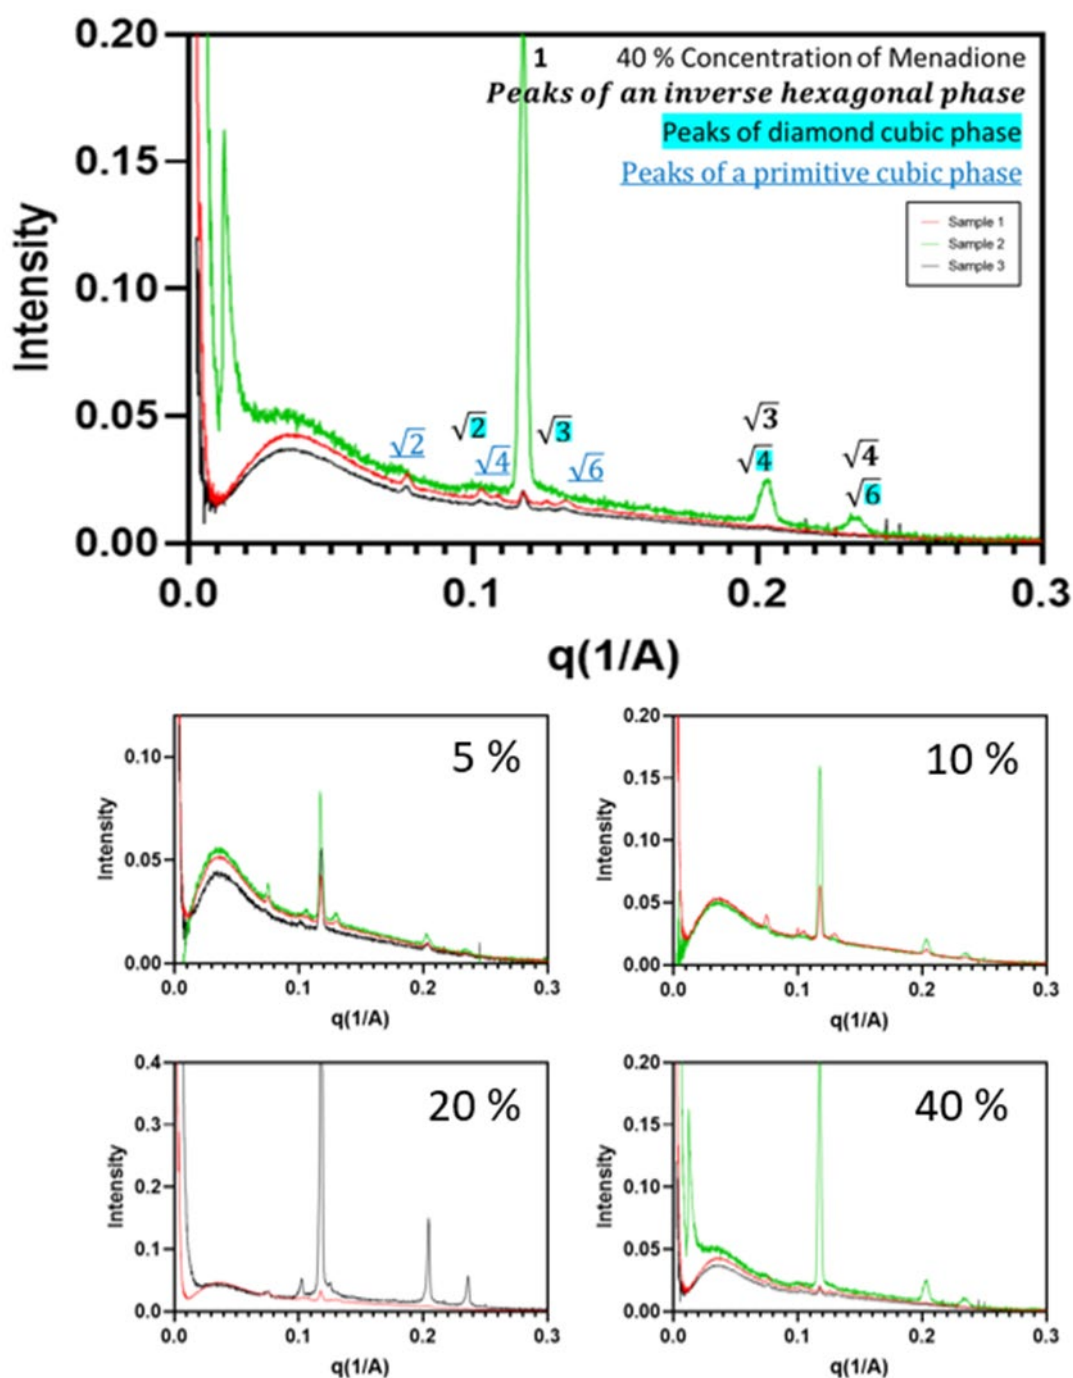 0.20
1 40 % Concentration of Menadione
Peaks of an inverse hexagonal phase
Peaks of diamond cubic phase
Peaks of a primitive cubic phase
Sample 1
Sample 2
Sample 3
0.15
0.10
0.05
0.00
Intensity
√2
√2
√4
√3
√6
√3
√4
√4
√6
0.0 0.1 0.2 0.3
q(1/A)
5 %
0.10
0.05
0.00
Intensity
0.0 0.1 0.2 0.3
q(1/A)
10 %
0.20
0.15
0.10
0.05
0.00
Intensity
0.0 0.1 0.2 0.3
q(1/A)
20 %
0.4
0.3
0.2
0.1
0.0
Intensity
0.0 0.1 0.2 0.3
q(1/A)
40 %
0.20
0.15
0.10
0.05
0.00
Intensity
0.0 0.1 0.2 0.3
q(1/A)